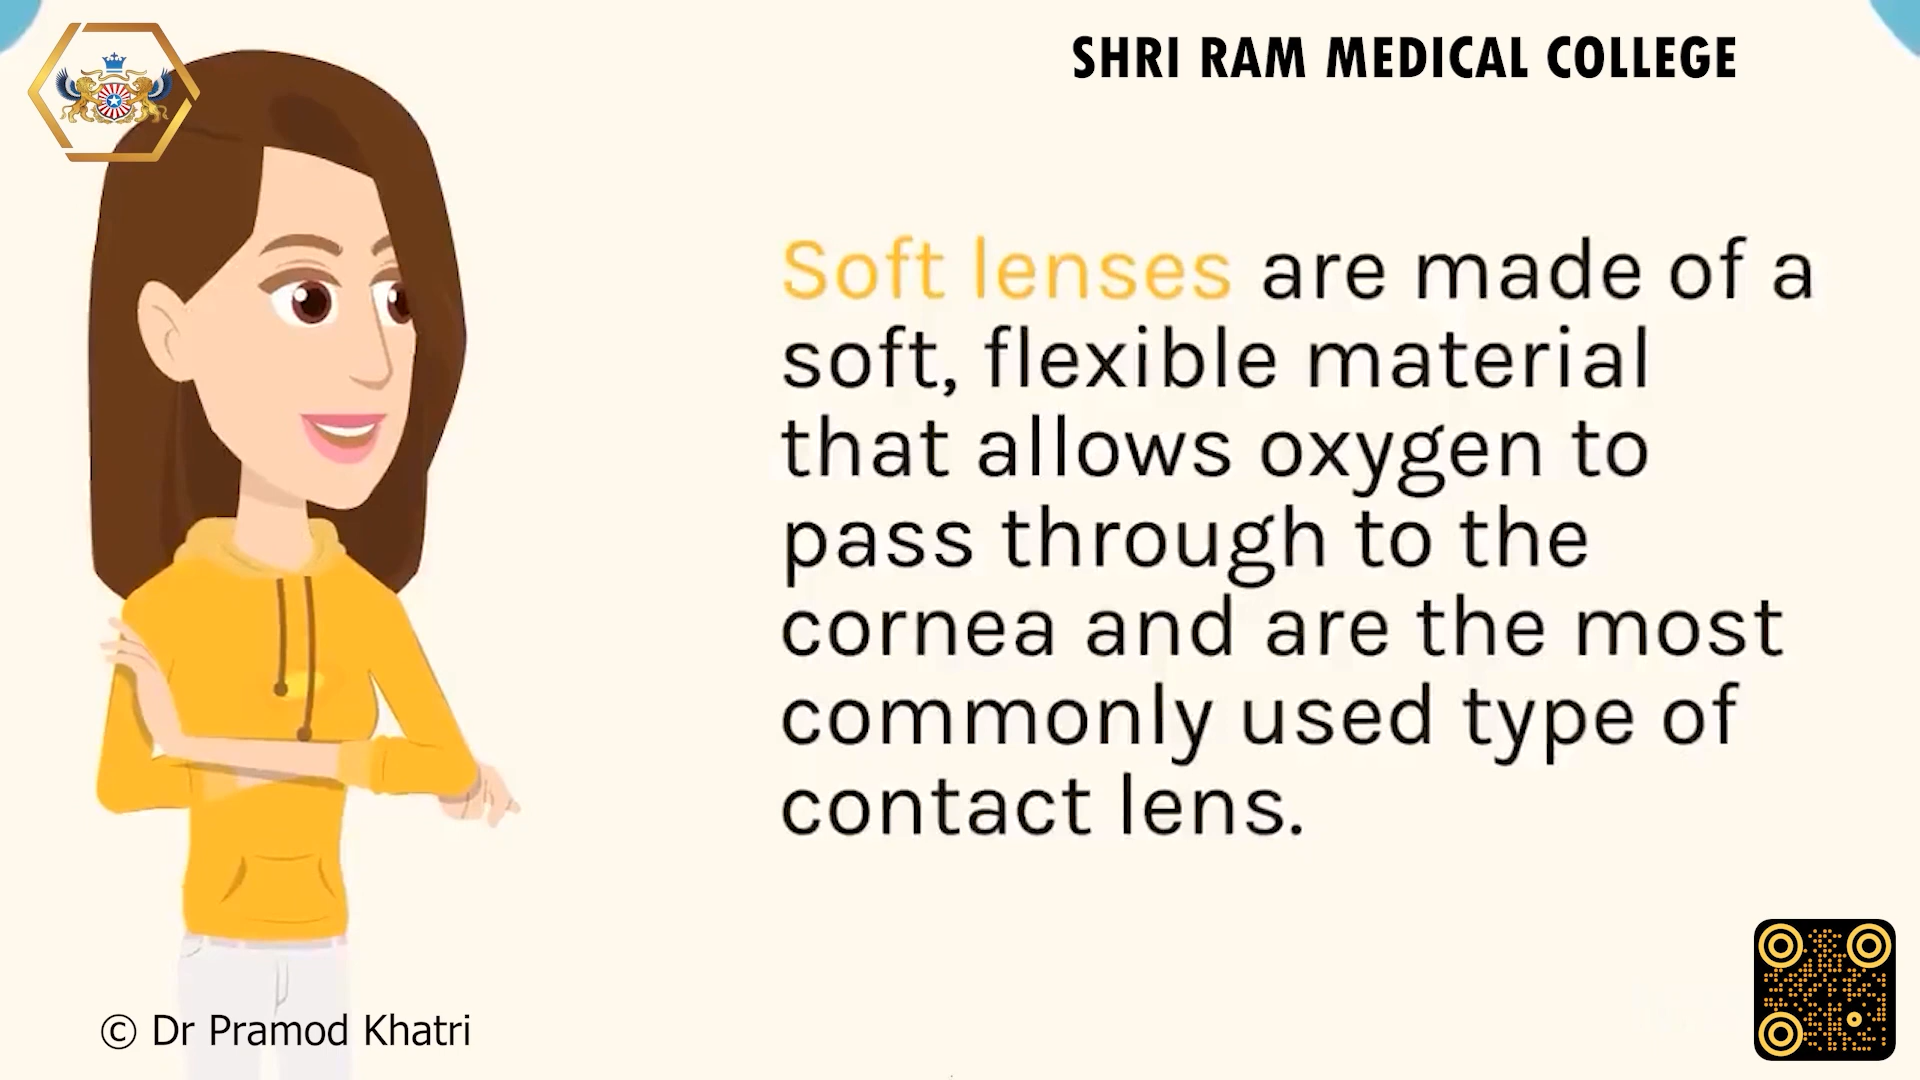 SHRI RAM MEDICAL COLLEGE
Soft lenses are made of a
soft, flexible material
that allows oxygen to
pass through to the
cornea and are the most
commonly used type of
contact lens.
© Dr Pramod Khatri